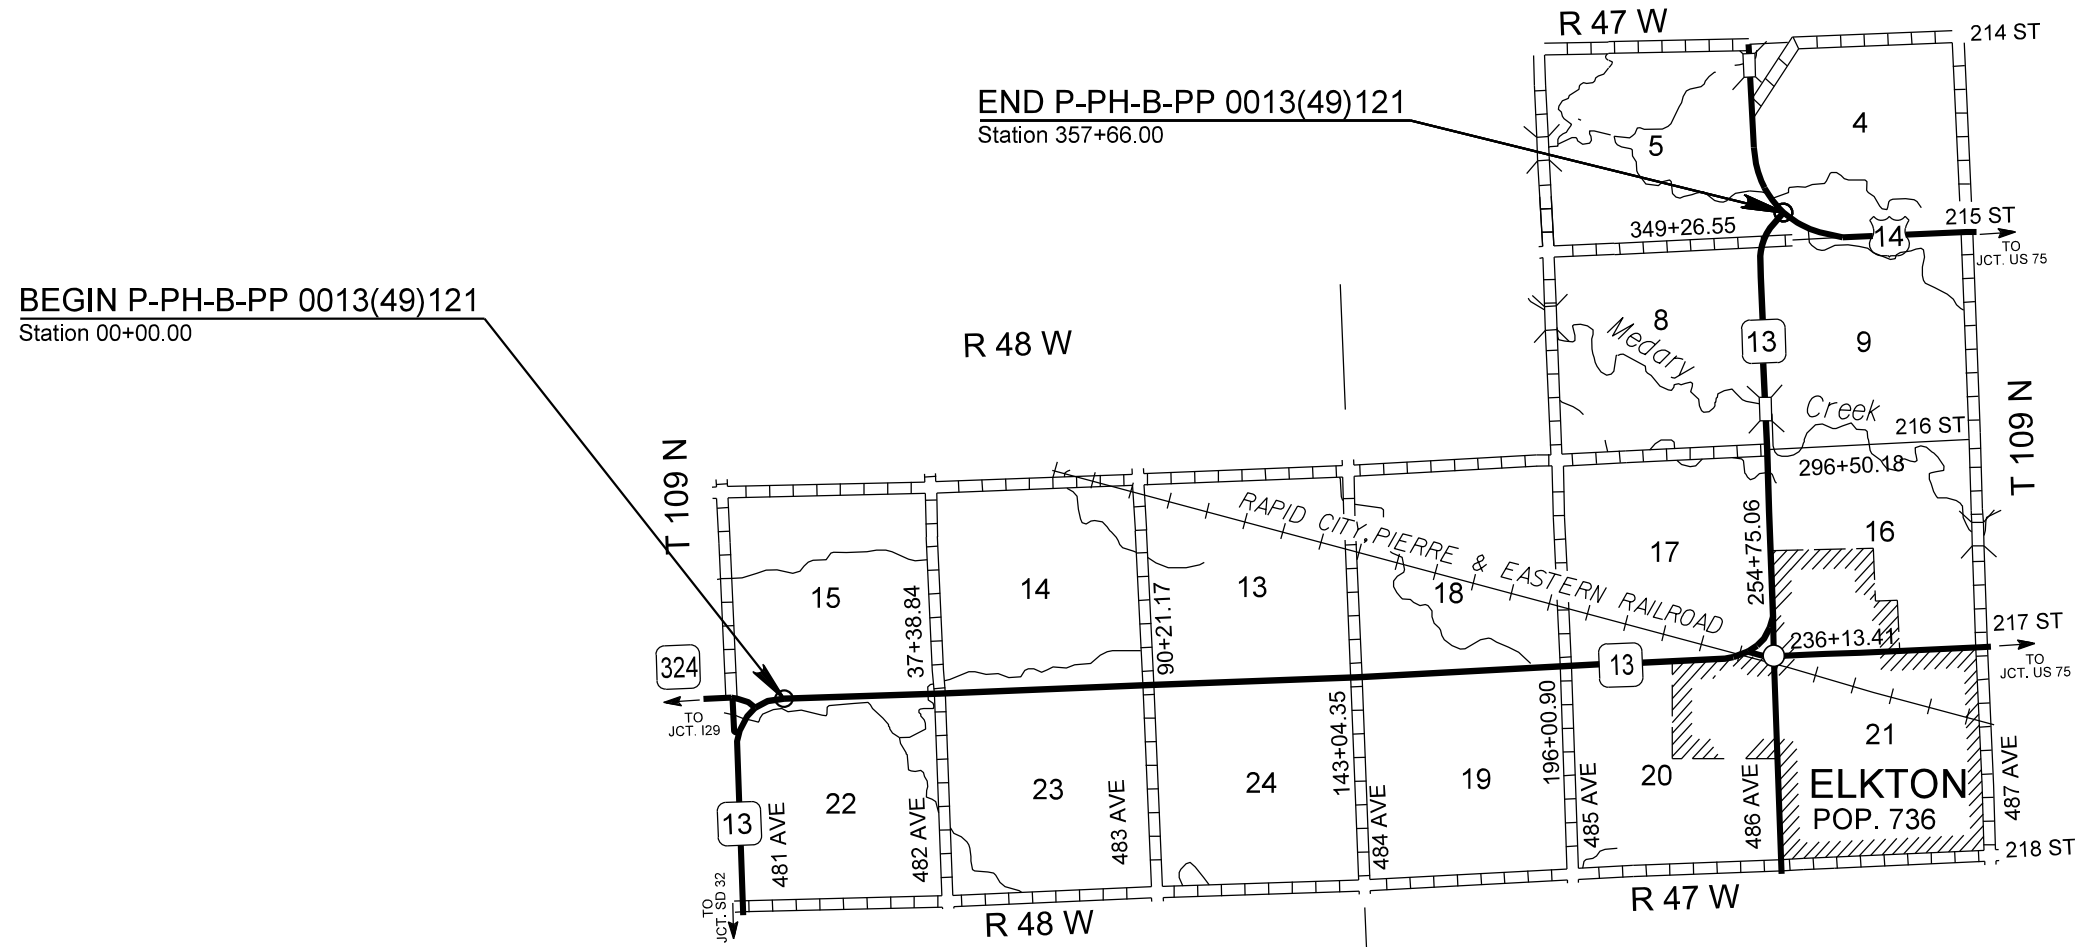 R 47 W
214 ST
END P-PH-B-PP 0013(49)121
Station 357+66.00
4
5
215 ST
349+26.55
14
TO
JCT. US 75
BEGIN P-PH-B-PP 0013(49)121
Station 00+00.00
R 48 W
8
Medary
13
9
Creek
216 ST
T 109 N
T 109 N
296+50.18
RAPID CITY, PIERRE & EASTERN RAILROAD
254+75.06
16
17
15
14
13
18
37+38.84
90+21.17
217 ST
236+13.41
324
13
TO
JCT. US 75
TO
JCT. I29
143+04.35
196+00.90
21
22
23
24
19
20
ELKTON
POP. 736
13
481 AVE
482 AVE
483 AVE
484 AVE
485 AVE
486 AVE
487 AVE
218 ST
TO
JCT. SD 32
R 48 W
R 47 W